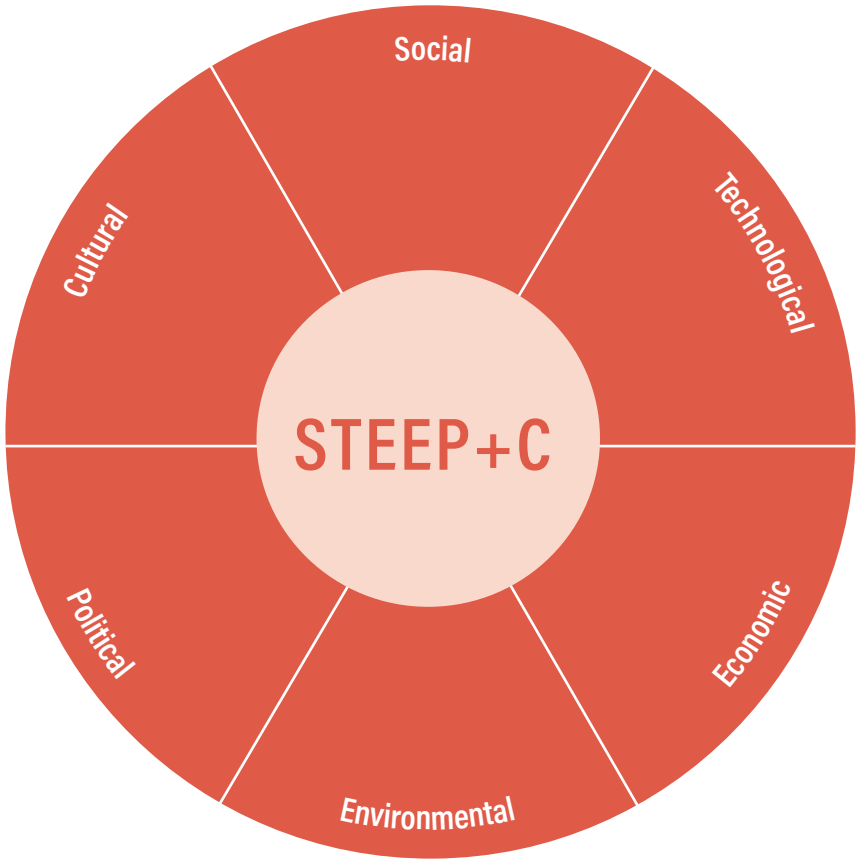 Social
Technological
Economic
Environmental
Political
Cultural
STEEP+C